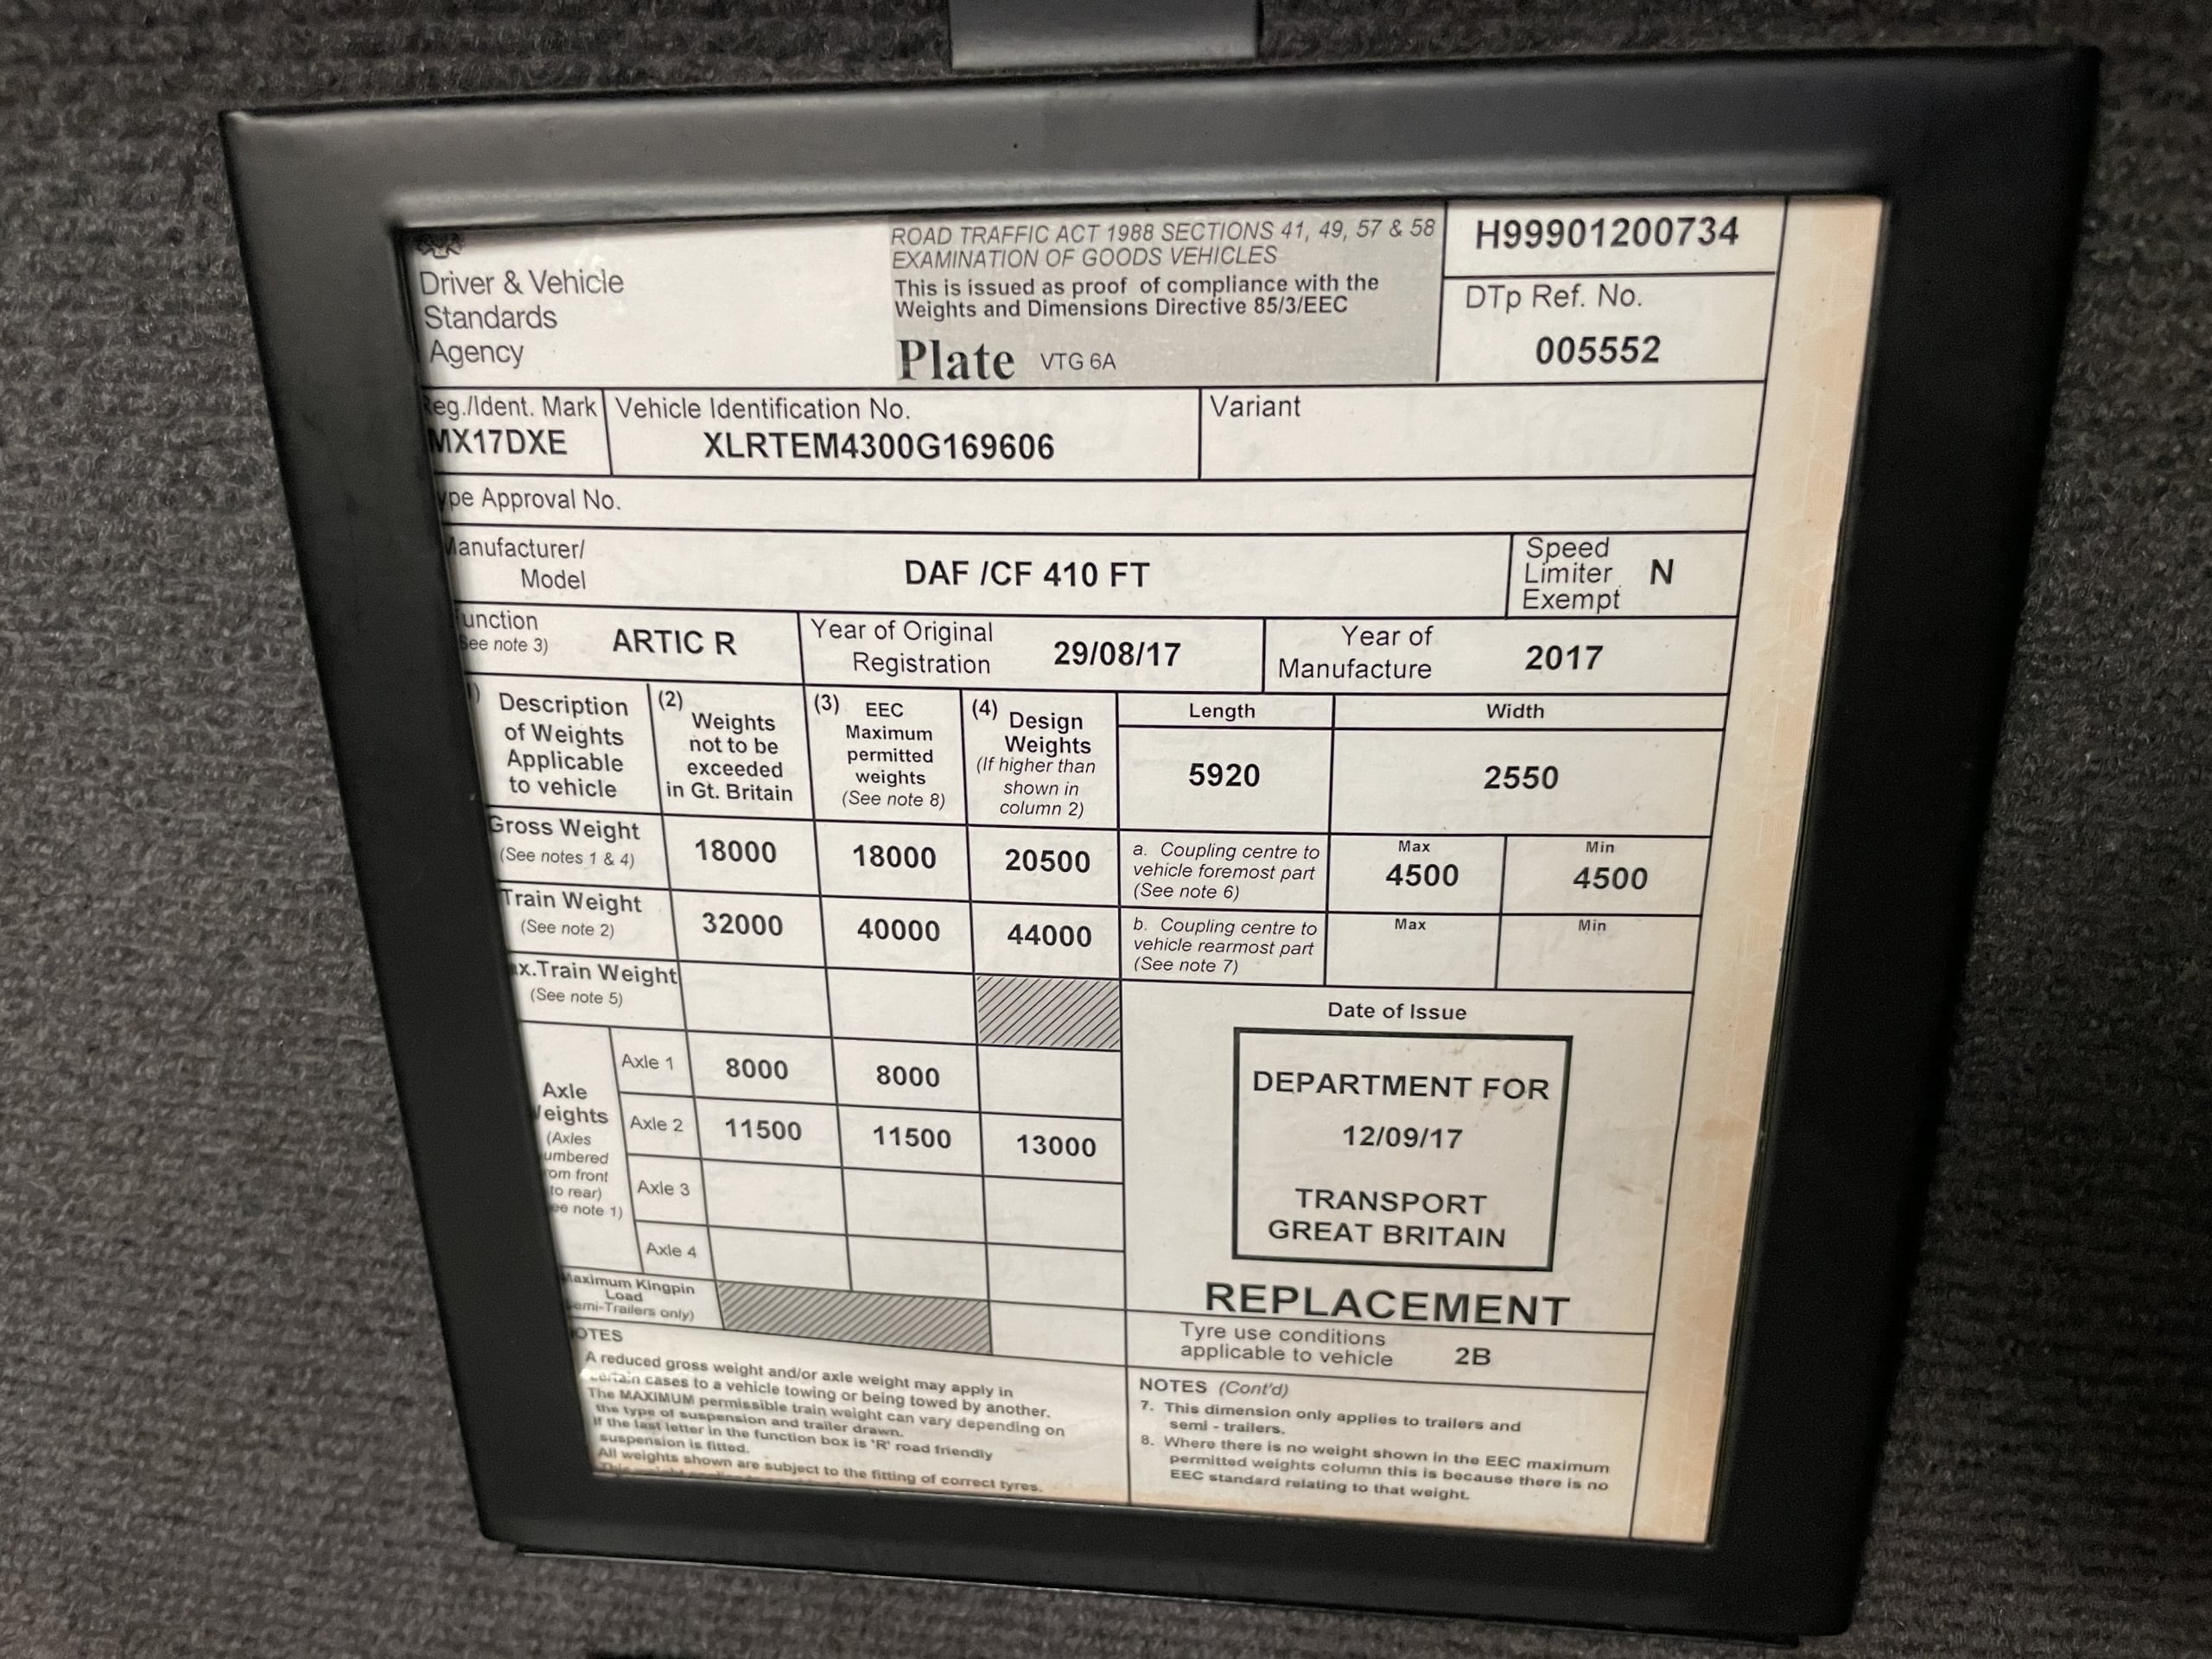 Driver & Vehicle
Standards
Agency
ROAD TRAFFIC ACT 1988 SECTIONS 41, 49, 57 & 58
EXAMINATION OF GOODS VEHICLES
This is issued as proof of compliance with the
Weights and Dimensions Directive 85/3/EEC
Plate VTG 6A
H99901200734
DTp Ref. No.
005552
Reg./Ident. Mark
MX17DXE
Vehicle Identification No.
XLRTEM4300G169606
Variant
ype Approval No.
Manufacturer/
Model
DAF /CF 410 FT
Speed
Limiter
Exempt
N
unction
See note 3)
ARTIC R
Year of Original
Registration
29/08/17
Year of
Manufacture
2017
) Description
of Weights
Applicable
to vehicle
(2)
Weights
not to be
exceeded
in Gt. Britain
(3) EEC
Maximum
permitted
weights
(See note 8)
(4) Design
Weights
(If higher than
shown in
column 2)
Length
5920
Width
2550
Gross Weight
(See notes 1 & 4)
18000
18000
20500
a. Coupling centre to
vehicle foremost part
(See note 6)
Max
4500
Min
4500
Train Weight
(See note 2)
32000
40000
44000
b. Coupling centre to
vehicle rearmost part
(See note 7)
Max
Min
x.Train Weight
(See note 5)
Axle
Weights
(Axles
umbered
om front
to rear)
ee note 1)
Axle 1
8000
8000
Axle 2
11500
11500
13000
Axle 3
Axle 4
Maximum Kingpin
Load
emi-Trailers only)
Date of Issue
DEPARTMENT FOR
12/09/17
TRANSPORT
GREAT BRITAIN
REPLACEMENT
Tyre use conditions
applicable to vehicle
2B
OTES
A reduced gross weight and/or axle weight may apply in
certain cases to a vehicle towing or being towed by another.
The MAXIMUM permissible train weight can vary depending on
the type of suspension and trailer drawn.
If the last letter in the function box is 'R' road friendly
suspension is fitted.
All weights shown are subject to the fitting of correct tyres.
NOTES (Cont'd)
7. This dimension only applies to trailers and
semi - trailers.
8. Where there is no weight shown in the EEC maximum
permitted weights column this is because there is no
EEC standard relating to that weight.